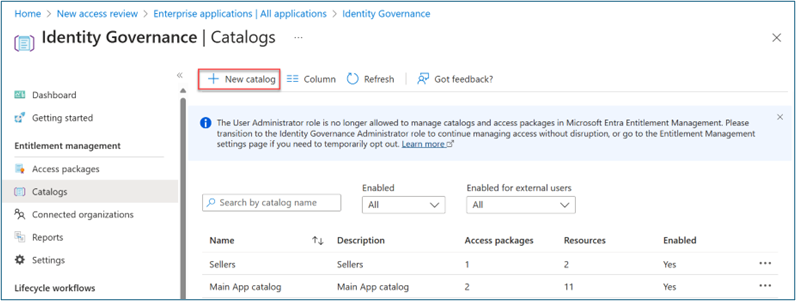 Home > New access review > Enterprise applications | All applications > Identity Governance
Identity Governance | Catalogs ...
«
New catalog Column Refresh Got feedback?
Dashboard
Getting started
Entitlement management
Access packages
Catalogs
Connected organizations
Reports
Settings
Lifecycle workflows
The User Administrator role is no longer allowed to manage catalogs and access packages in Microsoft Entra Entitlement Management. Please
transition to the Identity Governance Administrator role to continue managing access without disruption, or go to the Entitlement Management
settings page if you need to temporarily opt out. Learn more
Enabled Enabled for external users
Search by catalog name All All
Name ↑↓ Description Access packages Resources Enabled
Sellers Sellers 1 2 Yes ...
Main App catalog Main App catalog 2 11 Yes ...